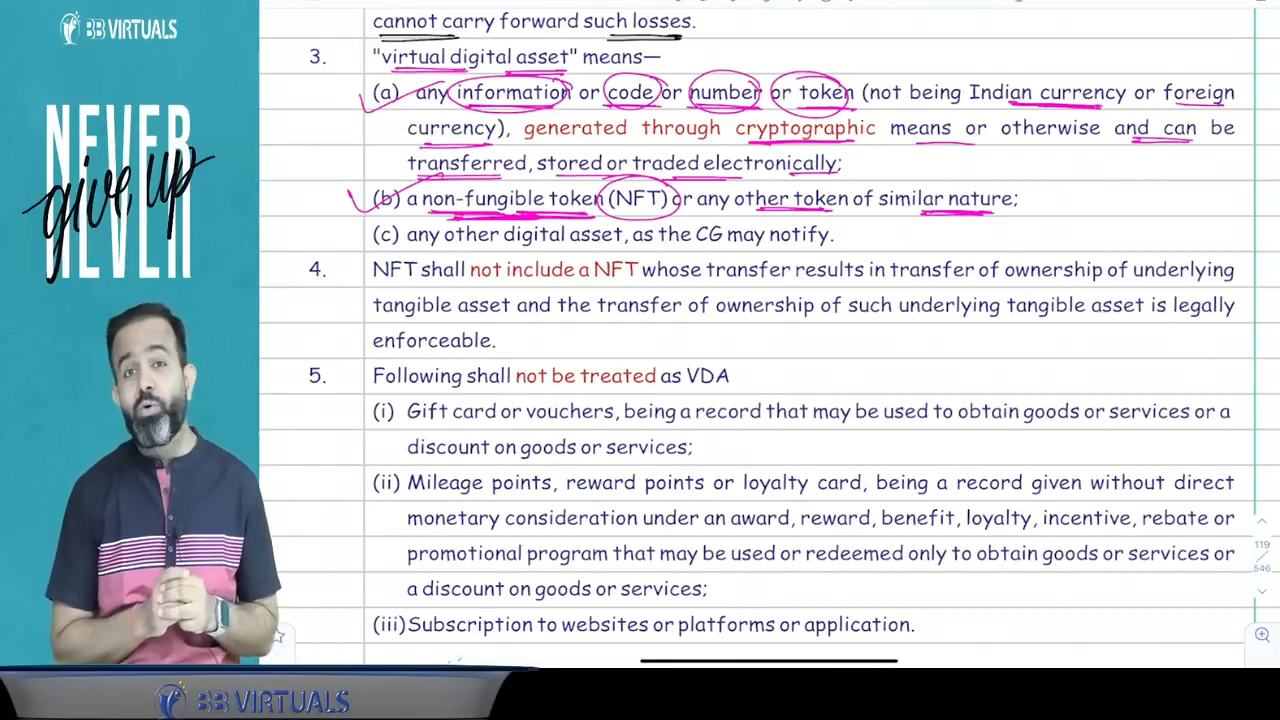 BB VIRTUALS
NEVER
give up
NEVER
cannot carry forward such losses.
3. "virtual digital asset" means—
(a) any information or code or number or token (not being Indian currency or foreign
currency), generated through cryptographic means or otherwise and can be
transferred, stored or traded electronically;
(b) a non-fungible token (NFT) or any other token of similar nature;
(c) any other digital asset, as the CG may notify.
4. NFT shall not include a NFT whose transfer results in transfer of ownership of underlying
tangible asset and the transfer of ownership of such underlying tangible asset is legally
enforceable.
5. Following shall not be treated as VDA
(i) Gift card or vouchers, being a record that may be used to obtain goods or services or a
discount on goods or services;
(ii) Mileage points, reward points or loyalty card, being a record given without direct
monetary consideration under an award, reward, benefit, loyalty, incentive, rebate or
promotional program that may be used or redeemed only to obtain goods or services or
a discount on goods or services;
(iii) Subscription to websites or platforms or application.
119
546
BB VIRTUALS